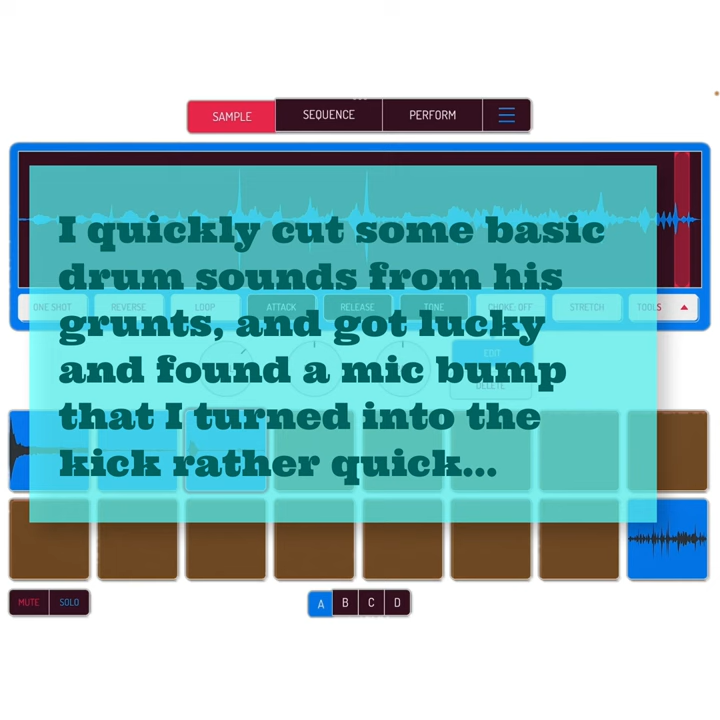 SAMPLE SEQUENCE PERFORM
I quickly cut some basic
drum sounds from his
ONE SHOT REVERSE LOOP ATTACK RELEASE TONE CHOKE: OFF STRETCH TOOLS
grunts, and got lucky
EDIT
and found a mic bump
DELETE
that I turned into the
kick rather quick...
MUTE SOLO A B C D